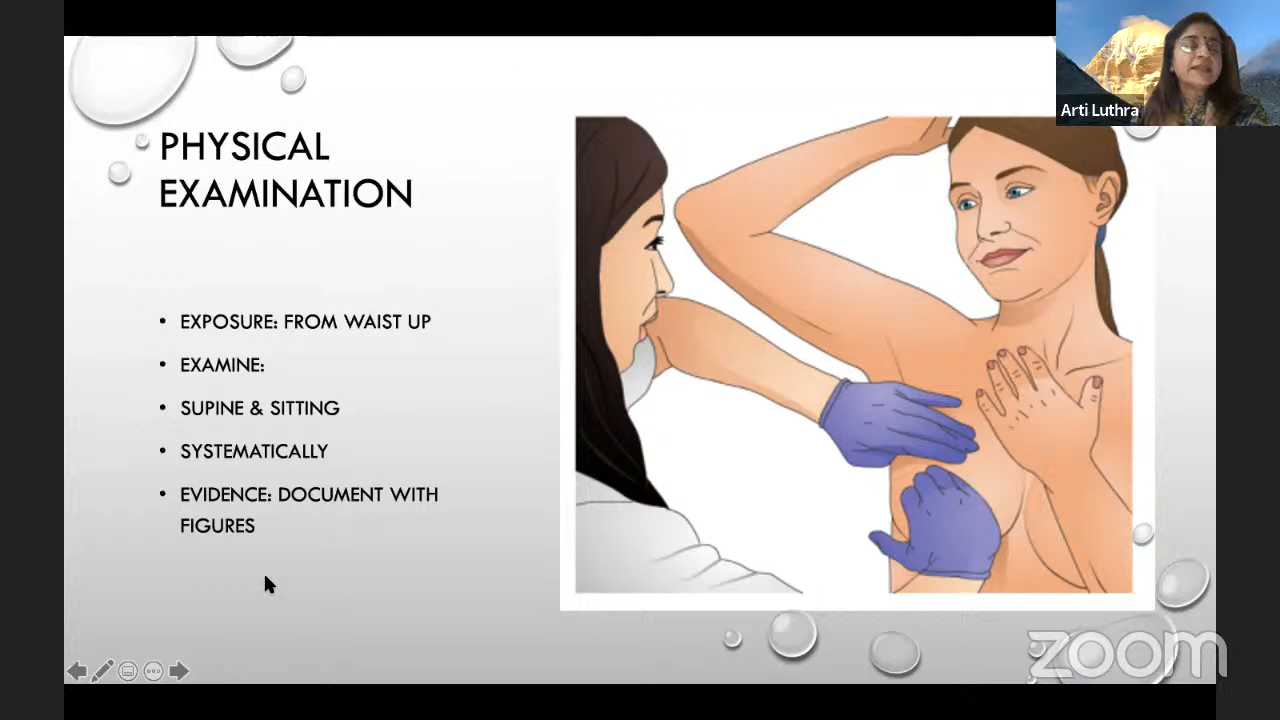 Arti Luthra
PHYSICAL
EXAMINATION
• EXPOSURE: FROM WAIST UP
• EXAMINE:
• SUPINE & SITTING
• SYSTEMATICALLY
• EVIDENCE: DOCUMENT WITH
FIGURES
zoom